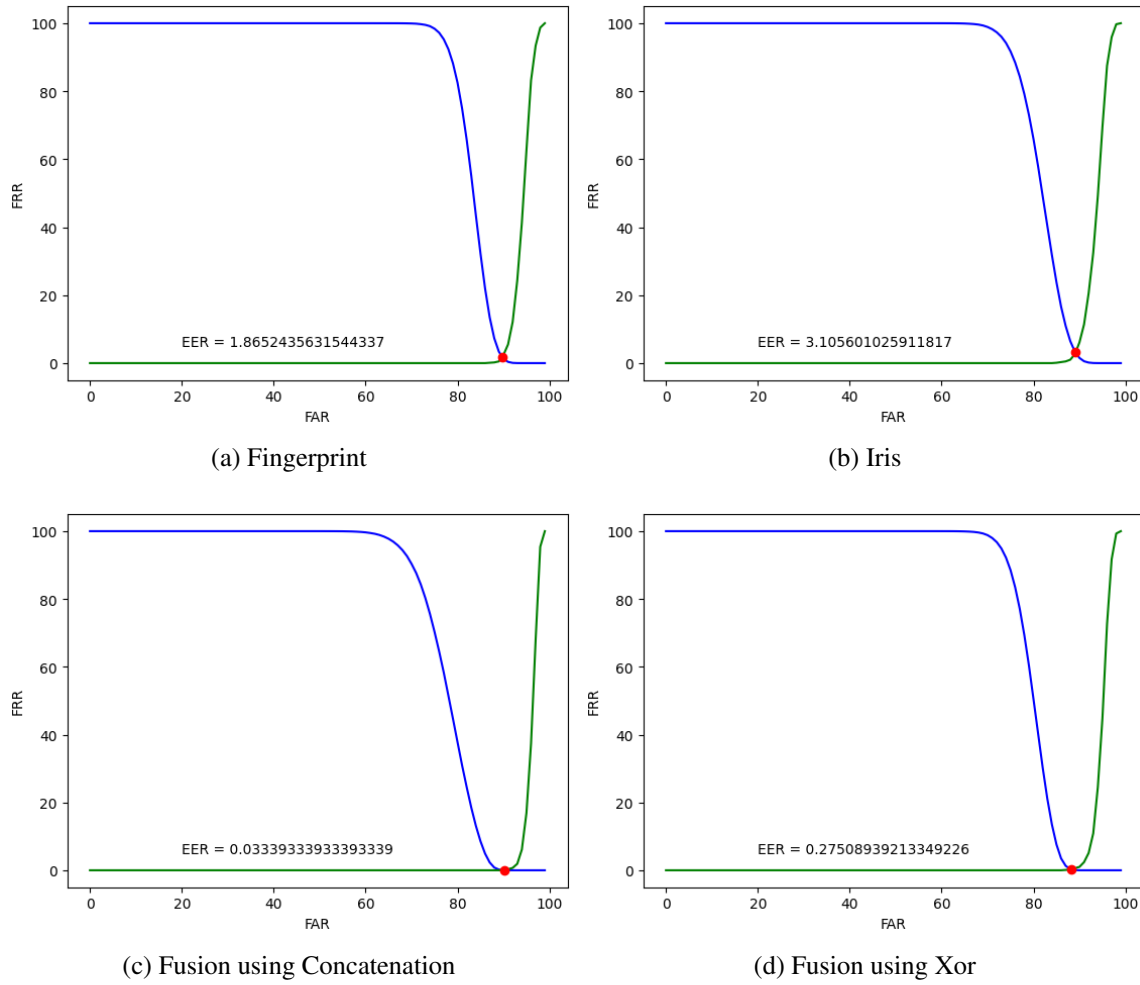 100
80
60
40
20
0
FRR
EER = 1.8652435631544337
0 20 40 60 80 100
FAR
(a) Fingerprint
100
80
60
40
20
0
FRR
EER = 3.105601025911817
0 20 40 60 80 100
FAR
(b) Iris
100
80
60
40
20
0
FRR
EER = 0.03339333933393339
0 20 40 60 80 100
FAR
(c) Fusion using Concatenation
100
80
60
40
20
0
FRR
EER = 0.27508939213349226
0 20 40 60 80 100
FAR
(d) Fusion using Xor